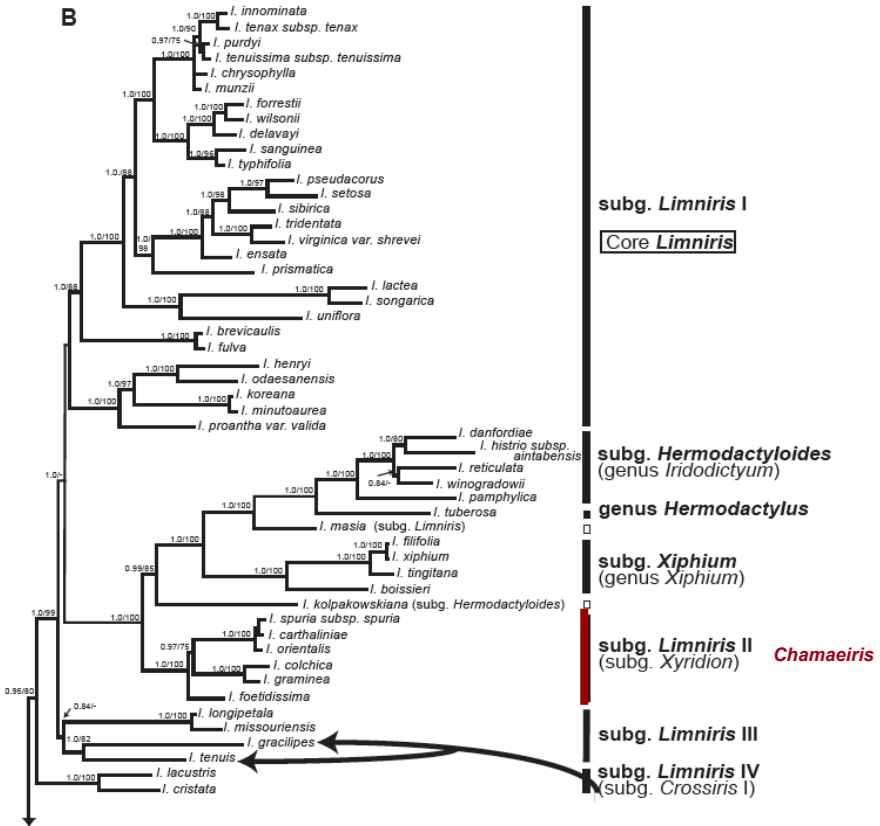 B
1.0/100
I. innominata
1.0/90
I. tenax subsp. tenax
0.97/75
I. purdyi
1.0/100
I. tenuissima subsp. tenuissima
I. chrysophylla
I. munzii
1.0/100
I. forrestii
1.0/100
I. wilsonii
I. delavayi
1.0/100
1.0/96
I. sanguinea
I. typhifolia
1.0/88
1.0/97
I. pseudacorus
1.0/98
I. setosa
1.0/88
I. sibirica
1.0/100
I. tridentata
1.0/100
I. virginica var. shrevei
1.0/
98
I. ensata
I. prismatica
1.0/100
1.0/100
I. lactea
1.0/100
I. songarica
I. uniflora
1.0/88
1.0/100
I. brevicaulis
I. fulva
1.0/100
I. henryi
1.0/97
I. odaesanensis
1.0/100
1.0/100
I. koreana
I. minutoaurea
I. proantha var. valida
subg. Limniris I
Core Limniris
1.0/-
1.0/80
I. danfordiae
I. histrio subsp.
aintabensis
1.0/100
I. reticulata
0.84/-
I. winogradowii
1.0/100
I. pamphylica
1.0/100
I. tuberosa
1.0/100
I. masia (subg. Limniris)
subg. Hermodactyloides
(genus Iridodictyum)
genus Hermodactylus
1.0/100
1.0/100
I. filifolia
1.0/100
I. xiphium
I. tingitana
1.0/100
I. boissieri
subg. Xiphium
(genus Xiphium)
0.99/85
I. kolpakowskiana (subg. Hermodactyloides)
1.0/99
I. spuria subsp. spuria
1.0/100
I. carthaliniae
0.97/75
I. orientalis
1.0/100
I. colchica
1.0/100
I. graminea
I. foetidissima
subg. Limniris II
(subg. Xyridion)
Chamaeiris
0.95/80
0.84/-
1.0/100
I. longipetala
I. missouriensis
1.0/82
I. gracilipes
I. tenuis
subg. Limniris III
1.0/100
I. lacustris
I. cristata
subg. Limniris IV
(subg. Crossiris I)